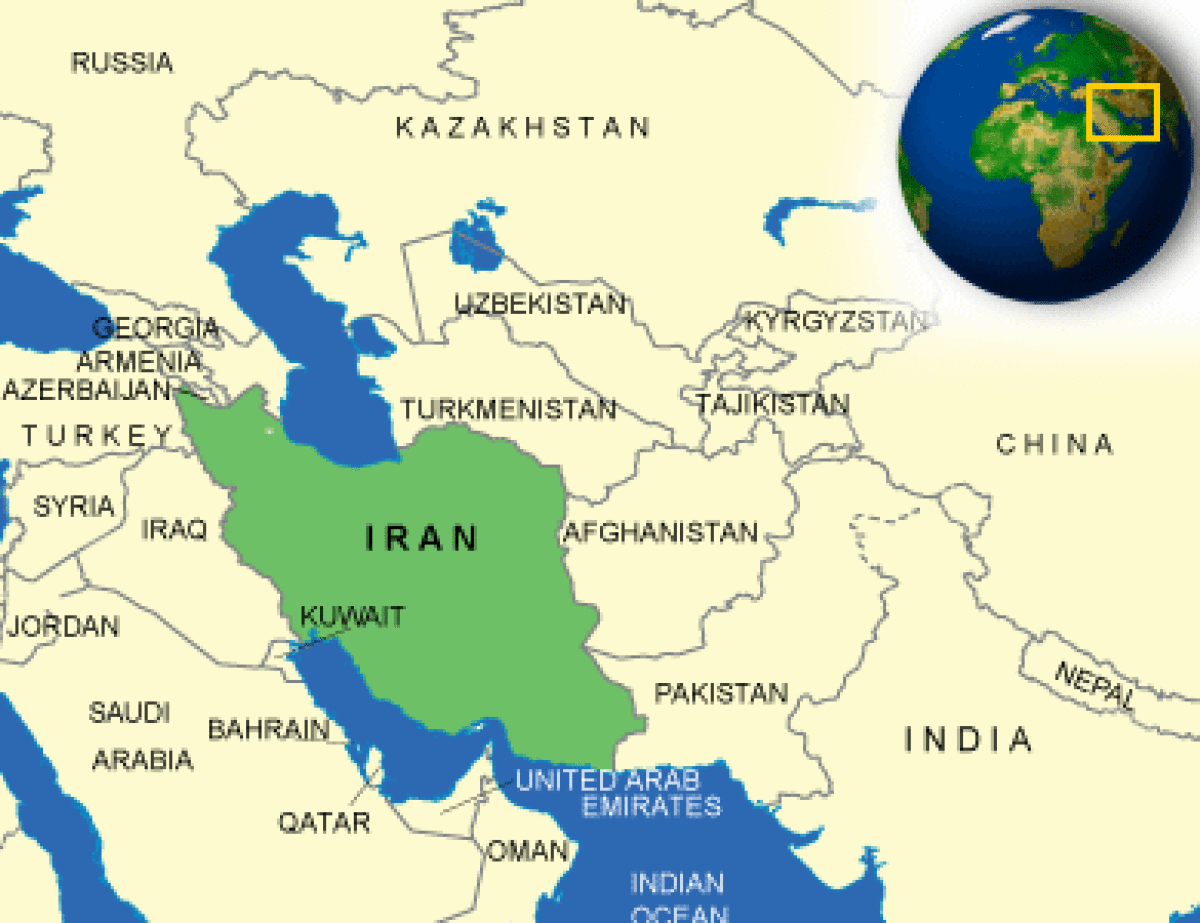 RUSSIA
KAZAKHSTAN
UZBEKISTAN
KYRGYZSTAN
GEORGIA
ARMENIA
AZERBAIJAN
TURKMENISTAN
TAJIKISTAN
TURKEY
CHINA
SYRIA
IRAQ
IRAN
AFGHANISTAN
KUWAIT
JORDAN
NEPAL
PAKISTAN
SAUDI
ARABIA
BAHRAIN
INDIA
UNITED ARAB
EMIRATES
QATAR
OMAN
INDIAN
OCEAN